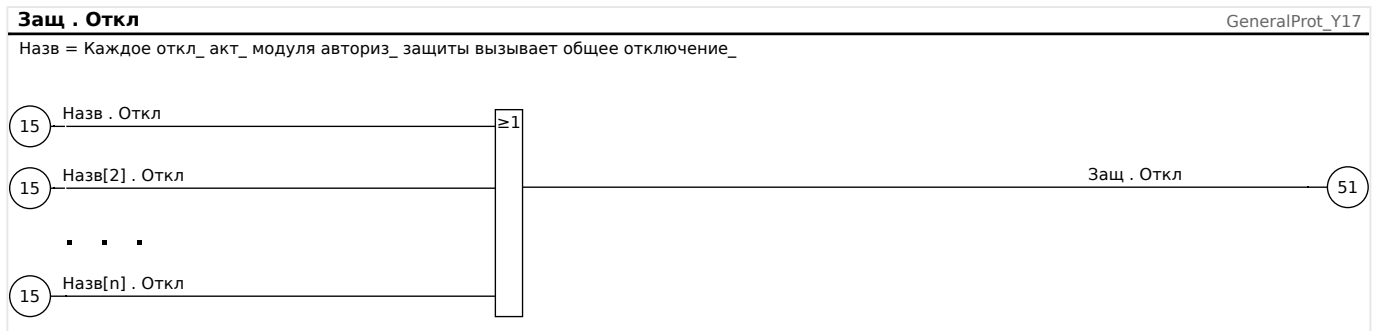 Защ . Откл
GeneralProt_Y17
Назв = Каждое откл_ акт_ модуля авториз_ защиты вызывает общее отключение_
15 Назв . Откл
≥1
15 Назв[2] . Откл
Защ . Откл 51
. . .
15 Назв[n] . Откл